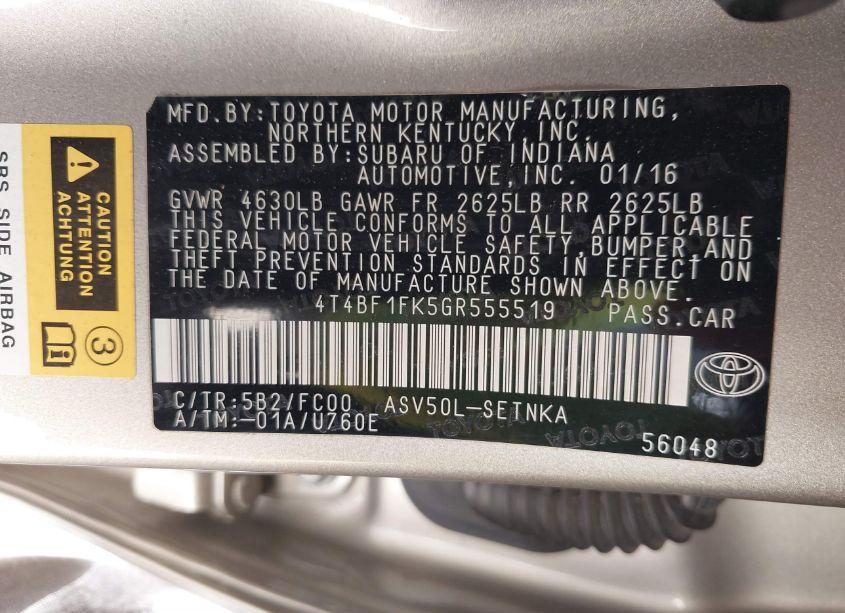 MFD.BY:TOYOTA MOTOR MANUFACTURING,
NORTHERN KENTUCKY, INC.
ASSEMBLED BY:SUBARU OF INDIANA
AUTOMOTIVE,INC. 01/16
GVWR 4630LB GAWR FR 2625LB RR 2625LB
THIS VEHICLE CONFORMS TO ALL APPLICABLE
FEDERAL MOTOR VEHICLE SAFETY,BUMPER,AND
THEFT PREVENTION STANDARDS IN EFFECT ON
THE DATE OF MANUFACTURE SHOWN ABOVE.
4T4BF1FK5GR555519 PASS.CAR
C/TR:5B2/FC00 ASV50L-SETNKA
A/TM:-01A/U760E
56048
CAUTION
ATTENTION
ACHTUNG
3
SRS SIDE AIRBAG